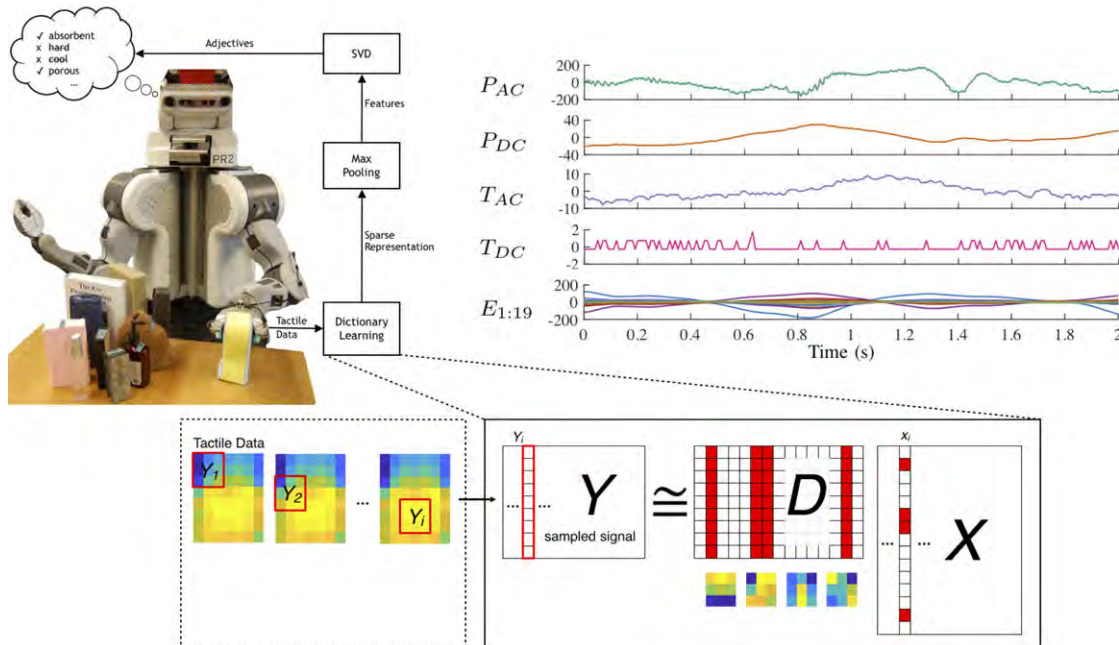 ✓ absorbent
x hard
x cool
✓ porous
...
Adjectives
SVD
Features
Max
Pooling
Sparse
Representation
Tactile
Data
Dictionary
Learning
PR2
P_AC
200
0
-200
P_DC
40
0
-40
T_AC
10
0
-10
T_DC
2
0
-2
E_1:19
200
0
-200
0 0.2 0.4 0.6 0.8 1 1.2 1.4 1.6 1.8 2
Time (s)
Tactile Data
Y_1
Y_2
...
Y_i
Y_i
... ...
Y
sampled signal
≅
D
x_i
... ...
X